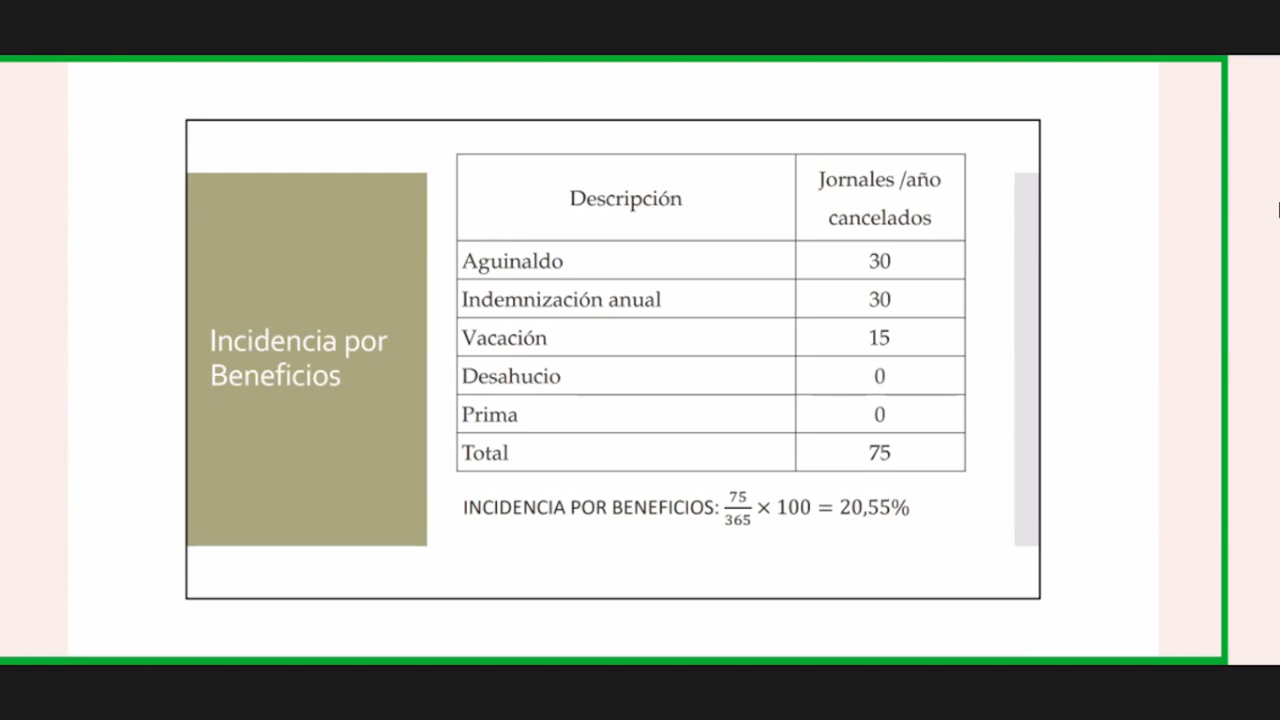 Incidencia por
Beneficios
Descripción
Jornales /año
cancelados
Aguinaldo 30
Indemnización anual 30
Vacación 15
Desahucio 0
Prima 0
Total 75
INCIDENCIA POR BENEFICIOS: 75/365 × 100 = 20,55%